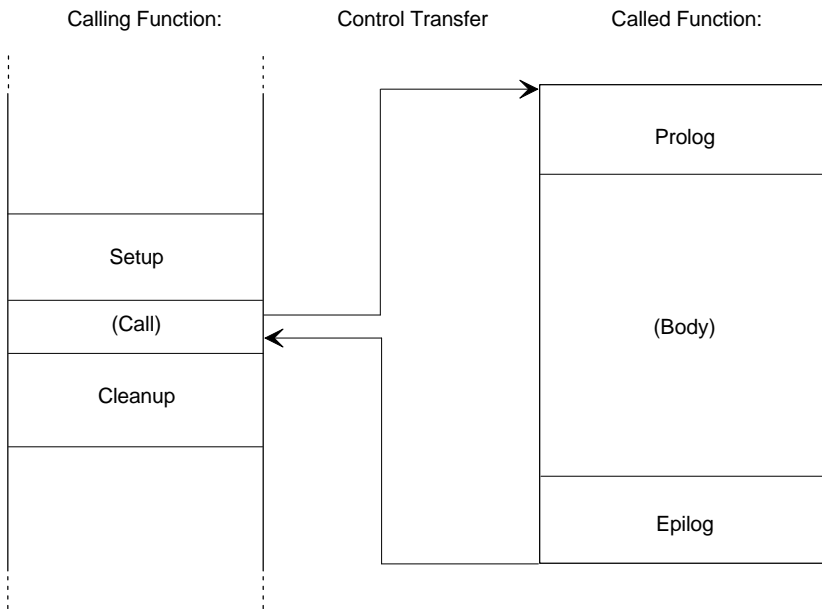 Calling Function:
Control Transfer
Called Function:
Prolog
Setup
(Call)
(Body)
Cleanup
Epilog